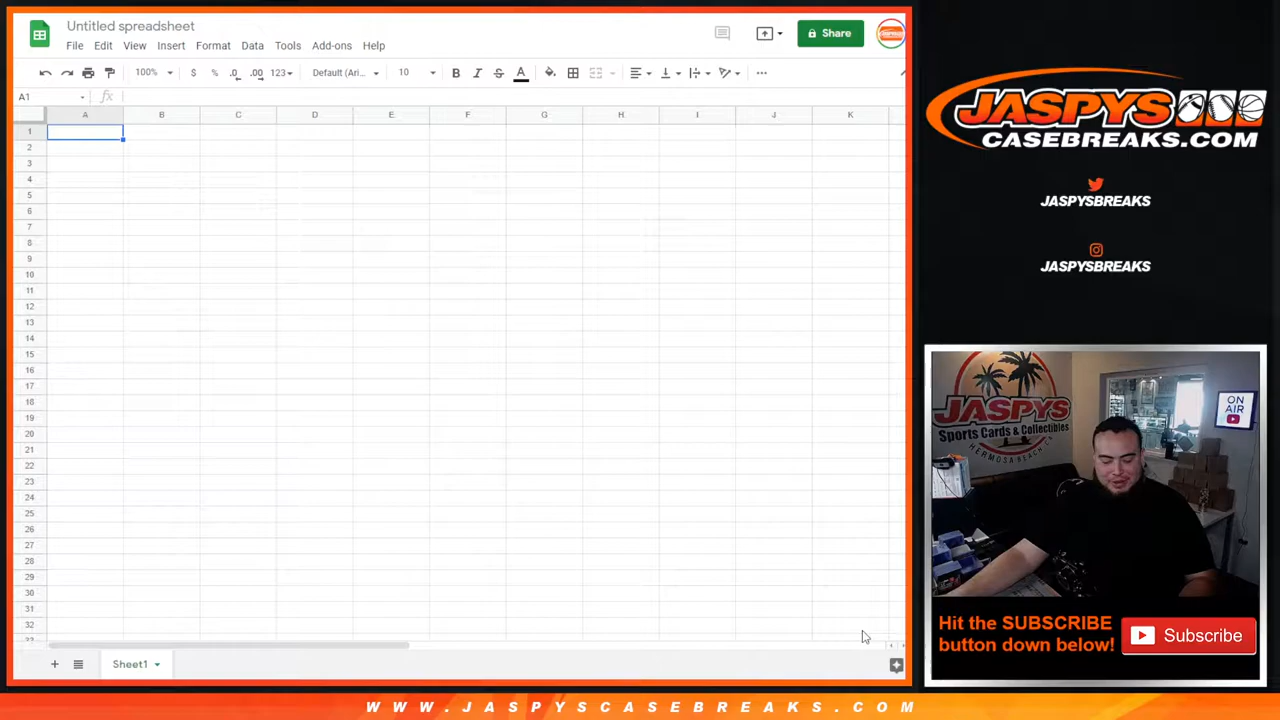 Untitled spreadsheet
File Edit View Insert Format Data Tools Add-ons Help
Share
100% $ % .0 .00 123 Default (Ari... 10 B I S A
A1 fx
A B C D E F G H I J K
1
2
3
4
5
6
7
8
9
10
11
12
13
14
15
16
17
18
19
20
21
22
23
24
25
26
27
28
29
30
31
32
Sheet1
JASPYS
CASEBREAKS.COM
JASPYSBREAKS
JASPYSBREAKS
JASPYS
Sports Cards & Collectibles
HERMOSA BEACH, CA
ON
AIR
Hit the SUBSCRIBE
button down below!
Subscribe
WWW.JASPYSCASEBREAKS.COM